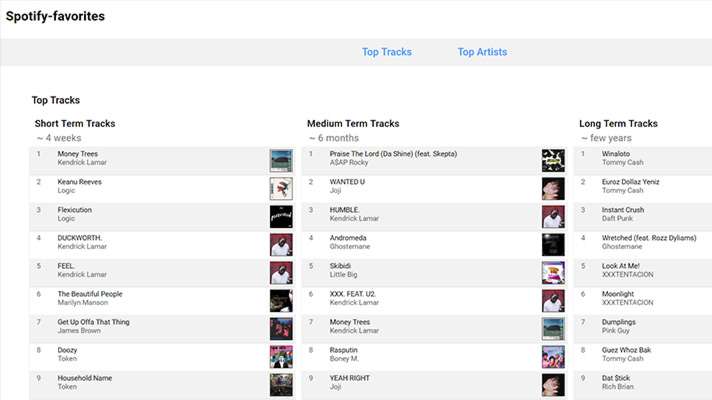 Spotify-favorites
Top Tracks Top Artists
Top Tracks
Short Term Tracks
~ 4 weeks
1 Money Trees
Kendrick Lamar
2 Keanu Reeves
Logic
3 Flexicution
Logic
4 DUCKWORTH.
Kendrick Lamar
5 FEEL.
Kendrick Lamar
6 The Beautiful People
Marilyn Manson
7 Get Up Offa That Thing
James Brown
8 Doozy
Token
9 Household Name
Token
Medium Term Tracks
~ 6 months
1 Praise The Lord (Da Shine) (feat. Skepta)
A$AP Rocky
2 WANTED U
Joji
3 HUMBLE.
Kendrick Lamar
4 Andromeda
Ghostemane
5 Skibidi
Little Big
6 XXX. FEAT. U2.
Kendrick Lamar
7 Money Trees
Kendrick Lamar
8 Rasputin
Boney M.
9 YEAH RIGHT
Joji
Long Term Tracks
~ few years
1 Winaloto
Tommy Cash
2 Euroz Dollaz Yeniz
Tommy Cash
3 Instant Crush
Daft Punk
4 Wretched (feat. Rozz Dyliams)
Ghostemane
5 Look At Me!
XXXTENTACION
6 Moonlight
XXXTENTACION
7 Dumplings
Pink Guy
8 Guez Whoz Bak
Tommy Cash
9 Dat $tick
Rich Brian